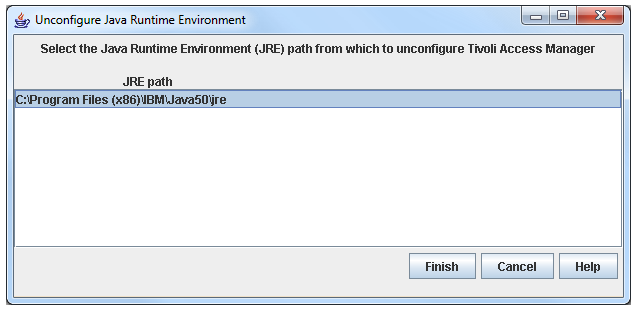 Unconfigure Java Runtime Environment
Select the Java Runtime Environment (JRE) path from which to unconfigure Tivoli Access Manager
JRE path
C:\Program Files (x86)\IBM\Java50\jre
Finish Cancel Help